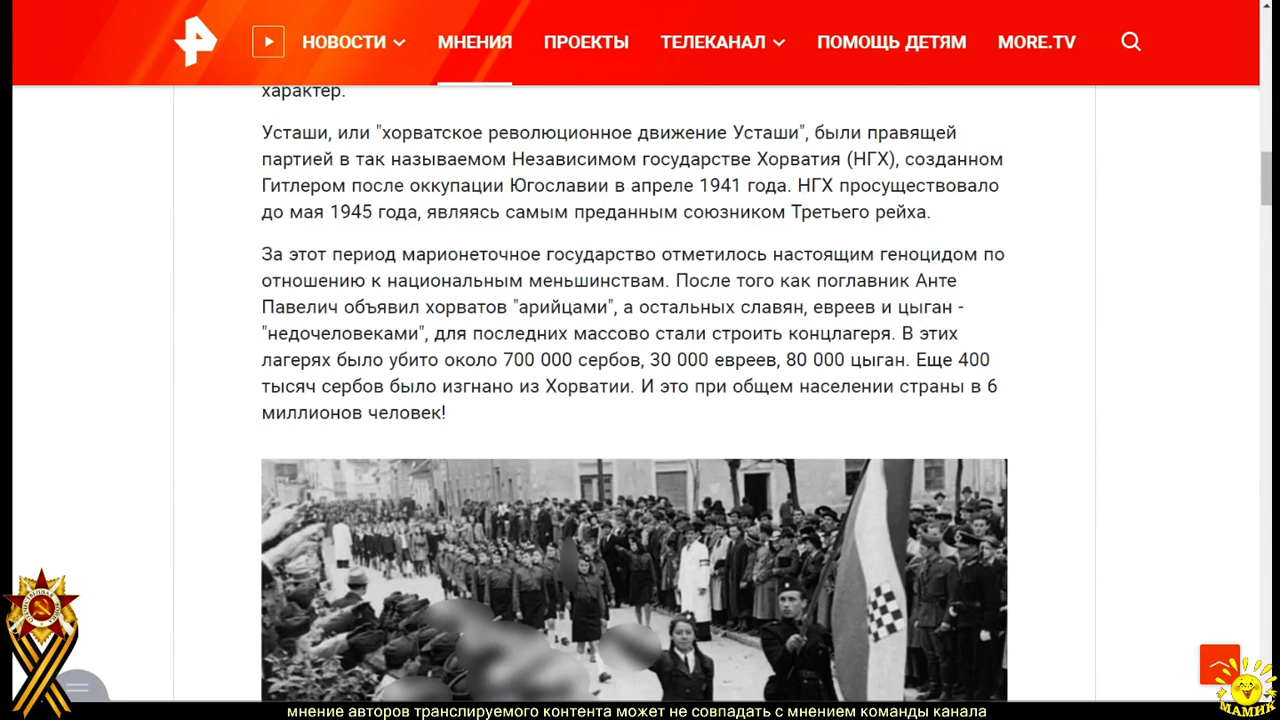 НОВОСТИ МНЕНИЯ ПРОЕКТЫ ТЕЛЕКАНАЛ ПОМОЩЬ ДЕТЯМ MORE.TV
характер.
Усташи, или "хорватское революционное движение Усташи", были правящей
партией в так называемом Независимом государстве Хорватия (НГХ), созданном
Гитлером после оккупации Югославии в апреле 1941 года. НГХ просуществовало
до мая 1945 года, являясь самым преданным союзником Третьего рейха.
За этот период марионеточное государство отметилось настоящим геноцидом по
отношению к национальным меньшинствам. После того как поглавник Анте
Павелич объявил хорватов "арийцами", а остальных славян, евреев и цыган -
"недочеловеками", для последних массово стали строить концлагеря. В этих
лагерях было убито около 700 000 сербов, 30 000 евреев, 80 000 цыган. Еще 400
тысяч сербов было изгнано из Хорватии. И это при общем населении страны в 6
миллионов человек!
МАМИК
мнение авторов транслируемого контента может не совпадать с мнением команды канала